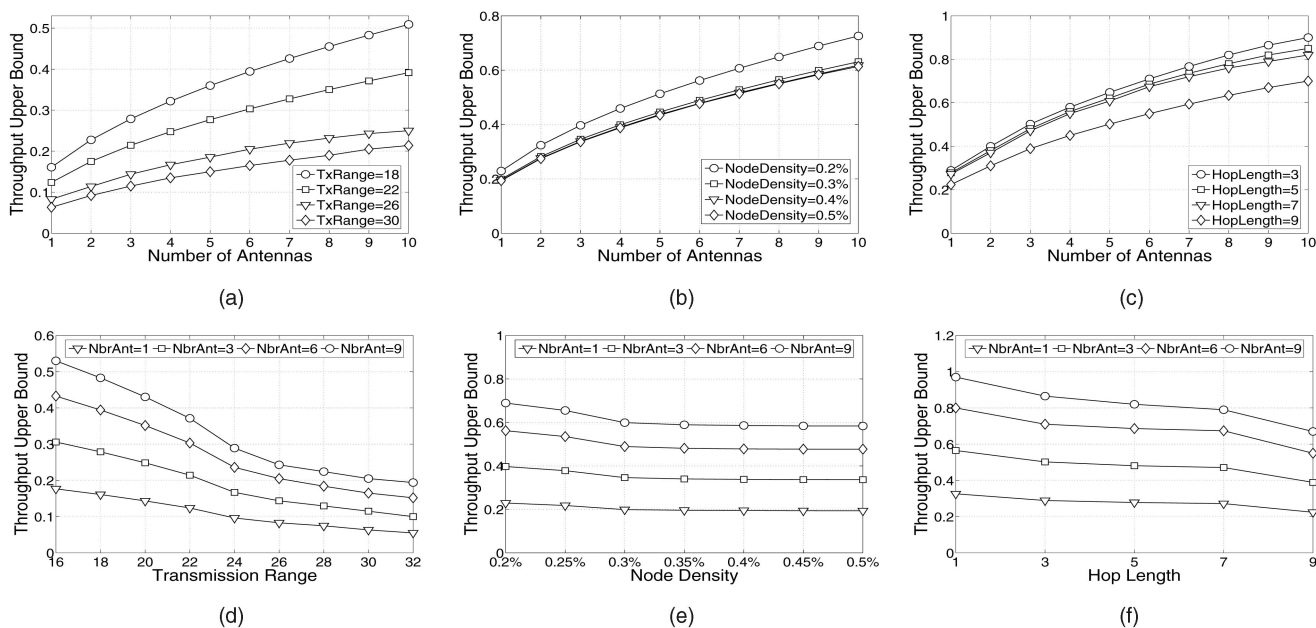 Throughput Upper Bound
0.5
0.4
0.3
0.2
0.1
0
1 2 3 4 5 6 7 8 9 10
Number of Antennas
TxRange=18
TxRange=22
TxRange=26
TxRange=30
(a)
Throughput Upper Bound
0.8
0.6
0.4
0.2
0
1 2 3 4 5 6 7 8 9 10
Number of Antennas
NodeDensity=0.2%
NodeDensity=0.3%
NodeDensity=0.4%
NodeDensity=0.5%
(b)
Throughput Upper Bound
1
0.8
0.6
0.4
0.2
0
1 2 3 4 5 6 7 8 9 10
Number of Antennas
HopLength=3
HopLength=5
HopLength=7
HopLength=9
(c)
Throughput Upper Bound
0.6
0.5
0.4
0.3
0.2
0.1
0
NbrAnt=1 NbrAnt=3 NbrAnt=6 NbrAnt=9
16 18 20 22 24 26 28 30 32
Transmission Range
(d)
Throughput Upper Bound
1
0.8
0.6
0.4
0.2
0
NbrAnt=1 NbrAnt=3 NbrAnt=6 NbrAnt=9
0.2% 0.25% 0.3% 0.35% 0.4% 0.45% 0.5%
Node Density
(e)
Throughput Upper Bound
1.2
1
0.8
0.6
0.4
0.2
0
NbrAnt=1 NbrAnt=3 NbrAnt=6 NbrAnt=9
1 3 5 7 9
Hop Length
(f)